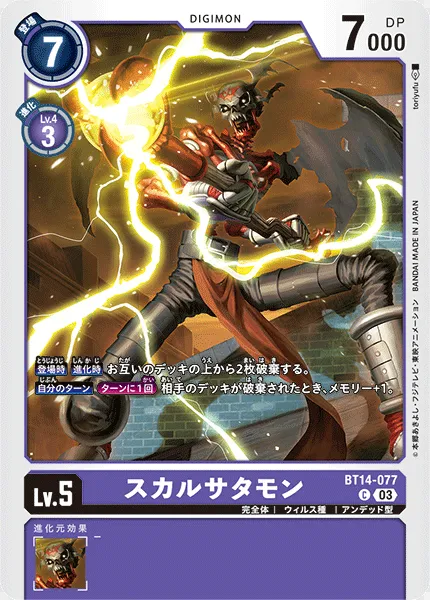 DIGIMON
登場
7
DP
7000
進化
Lv.4
3
toriyufu
登場時 進化時 お互いのデッキの上から2枚破棄する。
自分のターン ターンに1回 相手のデッキが破棄されたとき、メモリー+1。
© 本郷あきよし・フジテレビ・東映アニメーション BANDAI MADE IN JAPAN
Lv.5
スカルサタモン
BT14-077
C 03
完全体 | ウィルス種 | アンデッド型
進化元効果
—